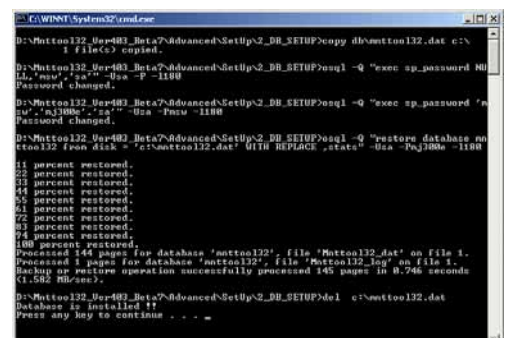 C:\WINNT\System32\cmd.exe
D:\Mnttool32_Ver403_Beta7\Advanced\SetUp\2_DB_SETUP>copy db\mnttool32.dat c:\
1 file(s) copied.
D:\Mnttool32_Ver403_Beta7\Advanced\SetUp\2_DB_SETUP>osql -Q "exec sp_password NU
LL,'msw','sa'" -Usa -P -l180
Password changed.
D:\Mnttool32_Ver403_Beta7\Advanced\SetUp\2_DB_SETUP>osql -Q "exec sp_password 'm
sw','mj300e','sa'" -Usa -Pmsw -l180
Password changed.
D:\Mnttool32_Ver403_Beta7\Advanced\SetUp\2_DB_SETUP>osql -Q "restore database mn
ttool32 from disk = 'c:\mnttool32.dat' WITH REPLACE ,stats" -Usa -Pmj300e -l180
11 percent restored.
22 percent restored.
33 percent restored.
44 percent restored.
55 percent restored.
61 percent restored.
72 percent restored.
83 percent restored.
94 percent restored.
100 percent restored.
Processed 144 pages for database 'mnttool32', file 'Mnttool32_dat' on file 1.
Processed 1 pages for database 'mnttool32', file 'Mnttool32_log' on file 1.
Backup or restore operation successfully processed 145 pages in 0.746 seconds
(1.582 MB/sec).
D:\Mnttool32_Ver403_Beta7\Advanced\SetUp\2_DB_SETUP>del c:\mnttool32.dat
Database is installed !!
Press any key to continue . . . _